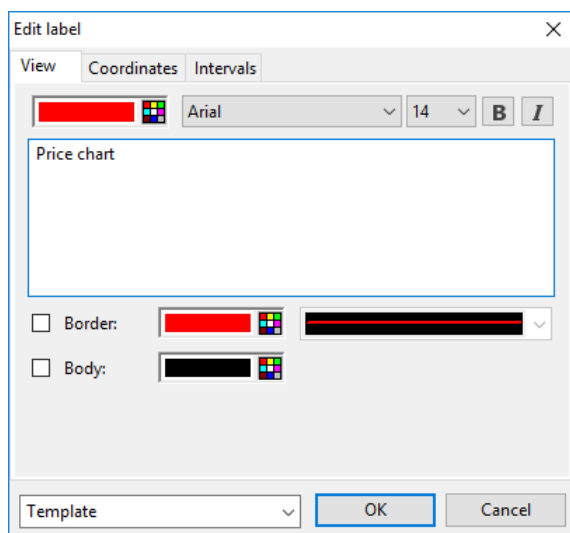 Edit label
View Coordinates Intervals
Arial 14 B I
Price chart
Border:
Body:
Template OK Cancel